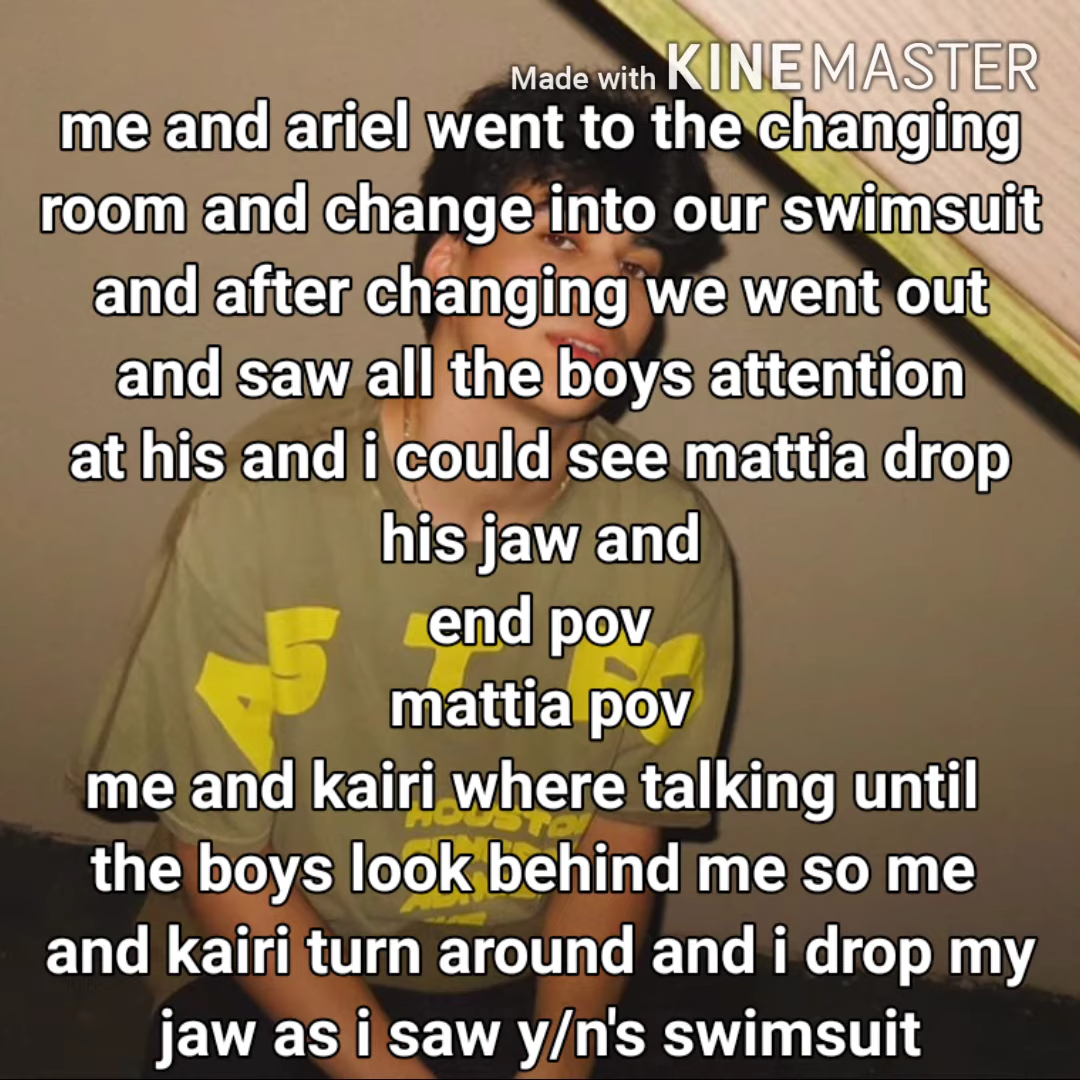 Made with KINEMASTER
me and ariel went to the changing
room and change into our swimsuit
and after changing we went out
and saw all the boys attention
at his and i could see mattia drop
his jaw and
end pov
mattia pov
me and kairi where talking until
the boys look behind me so me
and kairi turn around and i drop my
jaw as i saw y/n's swimsuit
HOUSTON